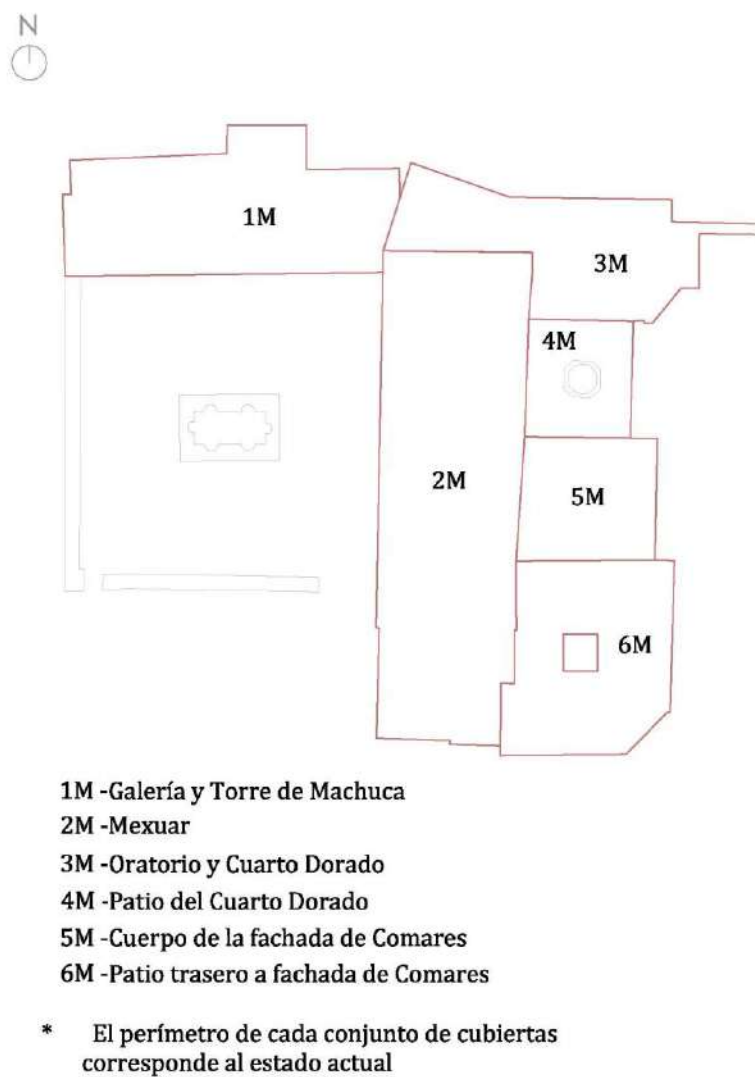 N
1M
3M
4M
2M
5M
6M
1M -Galería y Torre de Machuca
2M -Mexuar
3M -Oratorio y Cuarto Dorado
4M -Patio del Cuarto Dorado
5M -Cuerpo de la fachada de Comares
6M -Patio trasero a fachada de Comares
* El perímetro de cada conjunto de cubiertas
corresponde al estado actual